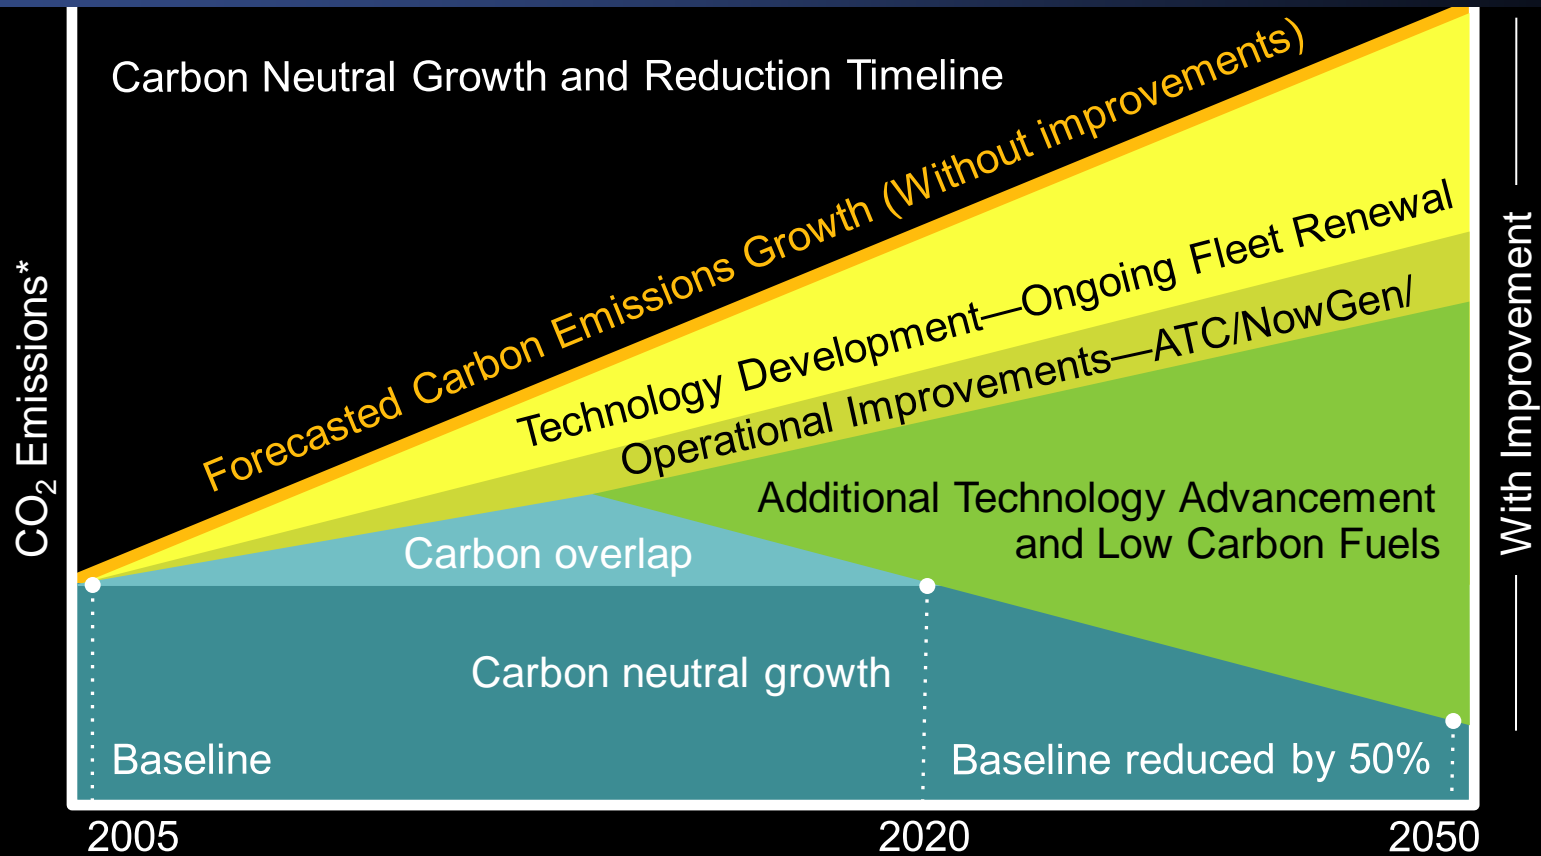 Carbon Neutral Growth and Reduction Timeline
Forecasted Carbon Emissions Growth (Without improvements)
Technology Development—Ongoing Fleet Renewal
Operational Improvements—ATC/NowGen/
Additional Technology Advancement
and Low Carbon Fuels
Carbon overlap
Carbon neutral growth
Baseline
Baseline reduced by 50%
CO₂ Emissions*
With Improvement
2005
2020
2050